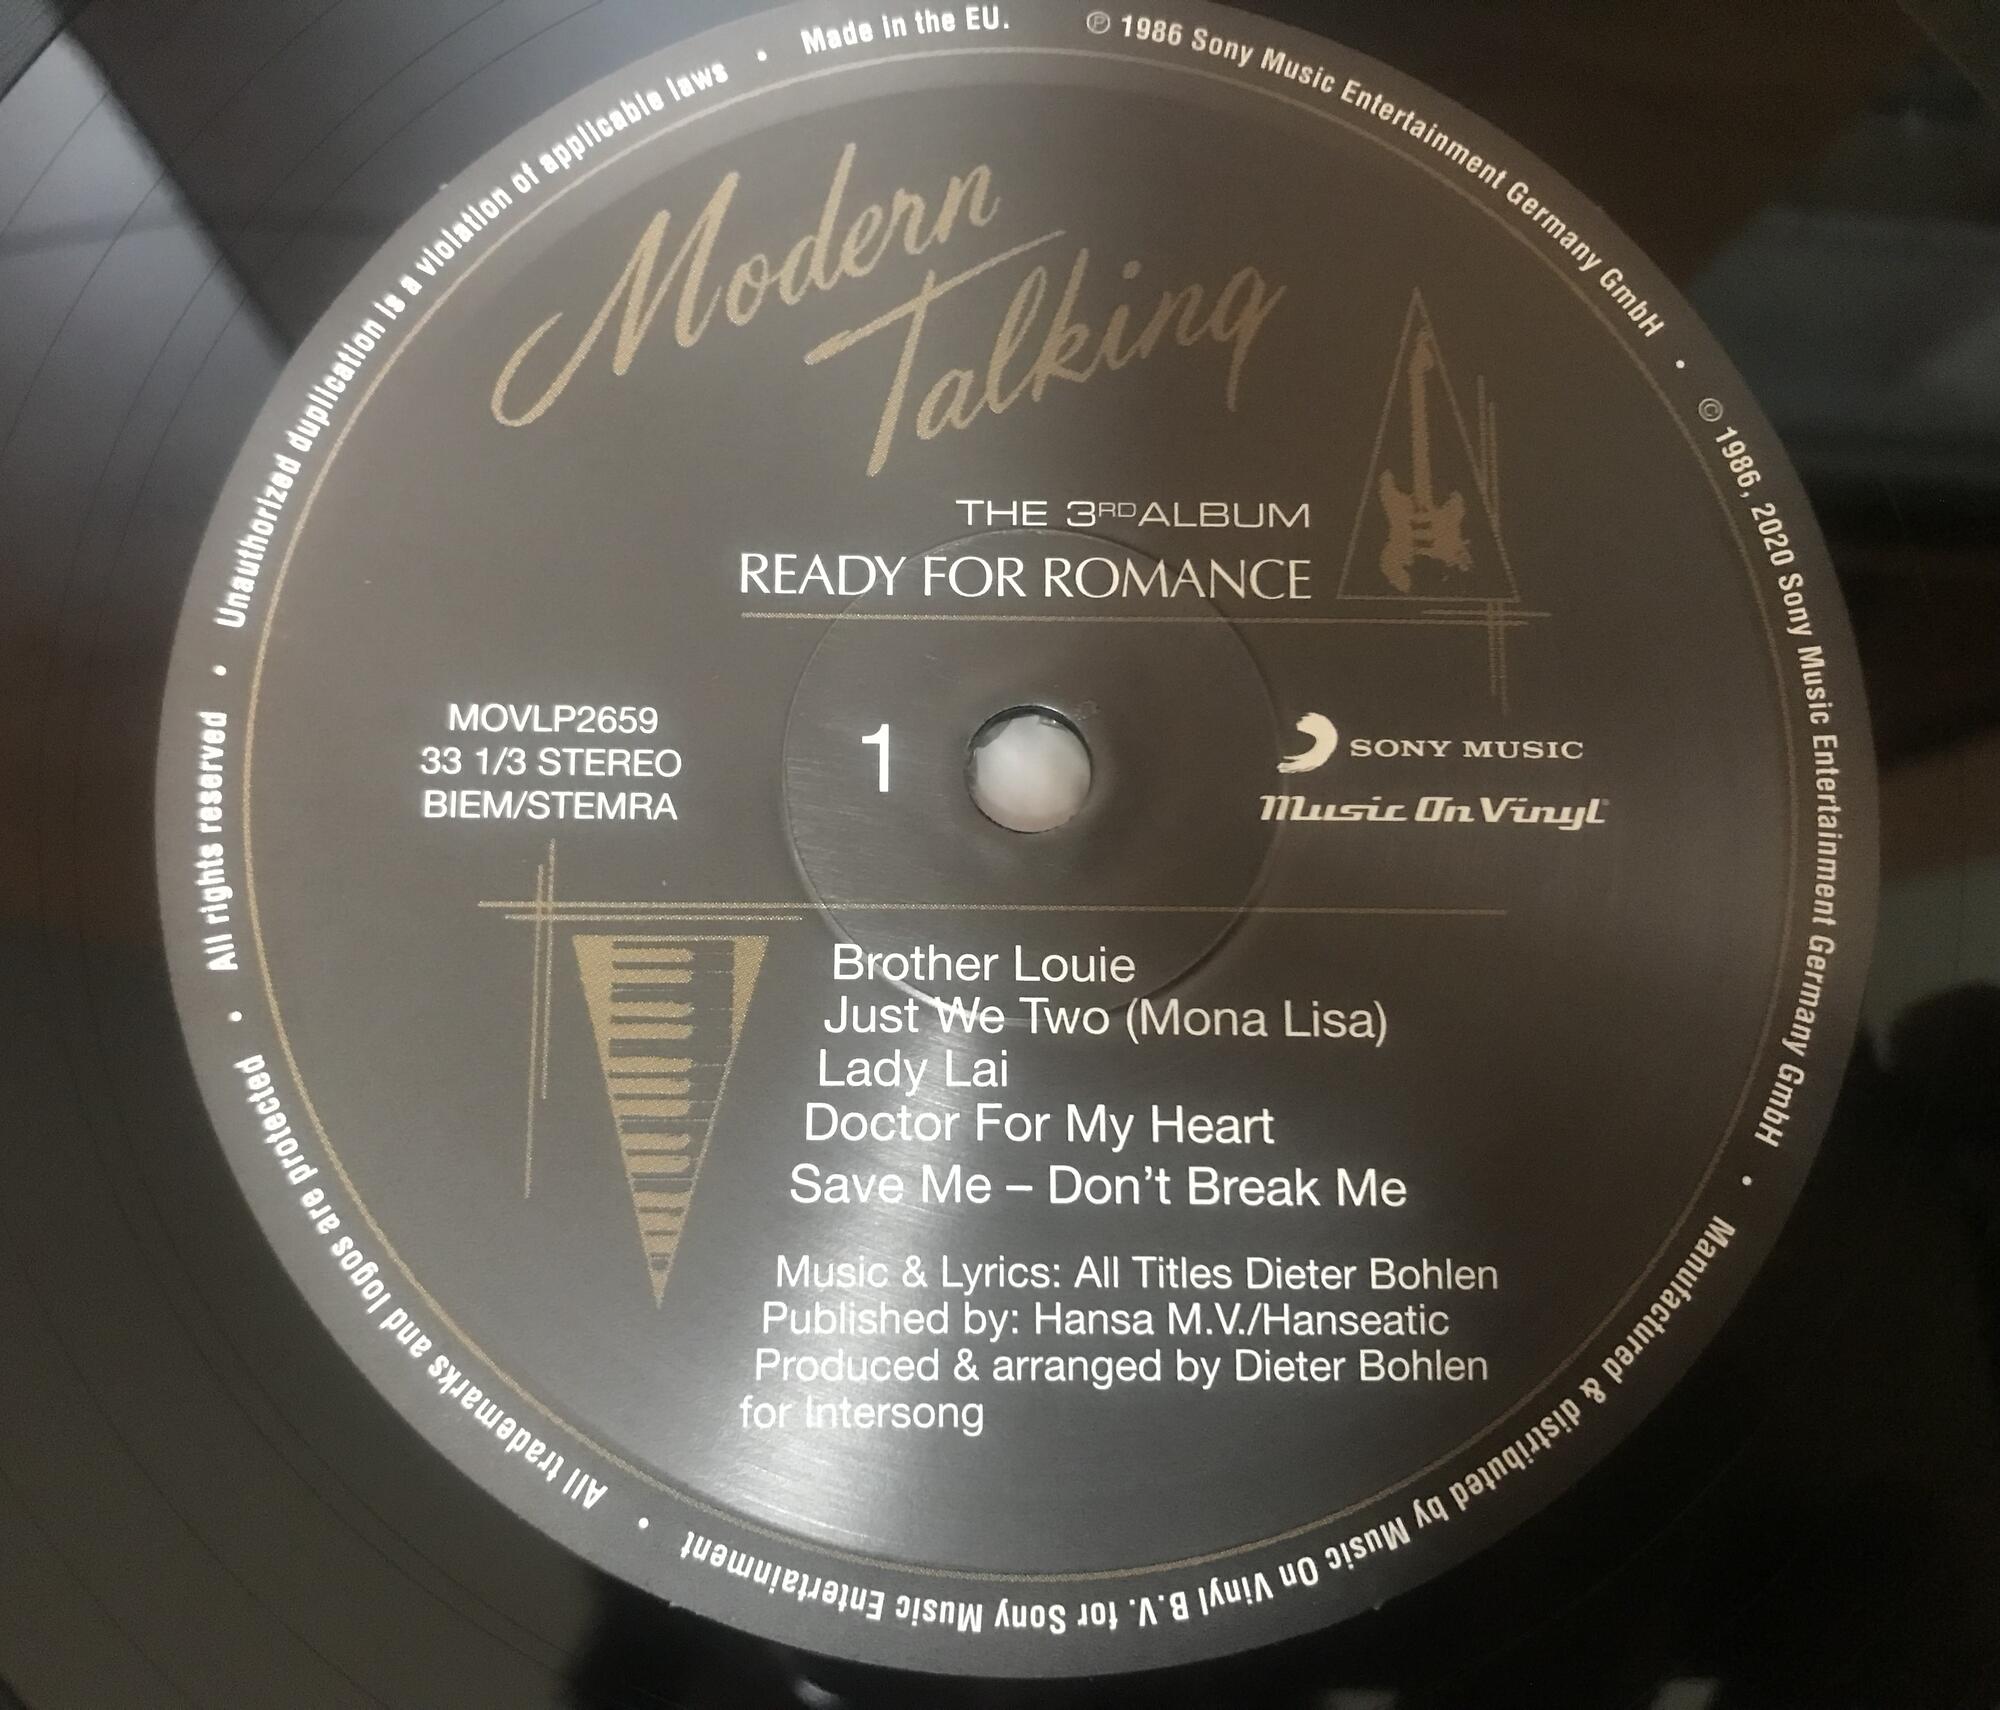 Made in the EU. ℗ 1986 Sony Music Entertainment Germany GmbH • © 1986, 2020 Sony Music Entertainment Germany GmbH • Manufactured & distributed by Music On Vinyl B.V. for Sony Music Entertainment • All trademarks and logos are protected • All rights reserved • Unauthorized duplication is a violation of applicable laws •
Modern
Talking
THE 3RD ALBUM
READY FOR ROMANCE
MOVLP2659
33 1/3 STEREO
BIEM/STEMRA
1
SONY MUSIC
Music On Vinyl
Brother Louie
Just We Two (Mona Lisa)
Lady Lai
Doctor For My Heart
Save Me – Don't Break Me
Music & Lyrics: All Titles Dieter Bohlen
Published by: Hansa M.V./Hanseatic
Produced & arranged by Dieter Bohlen
for Intersong